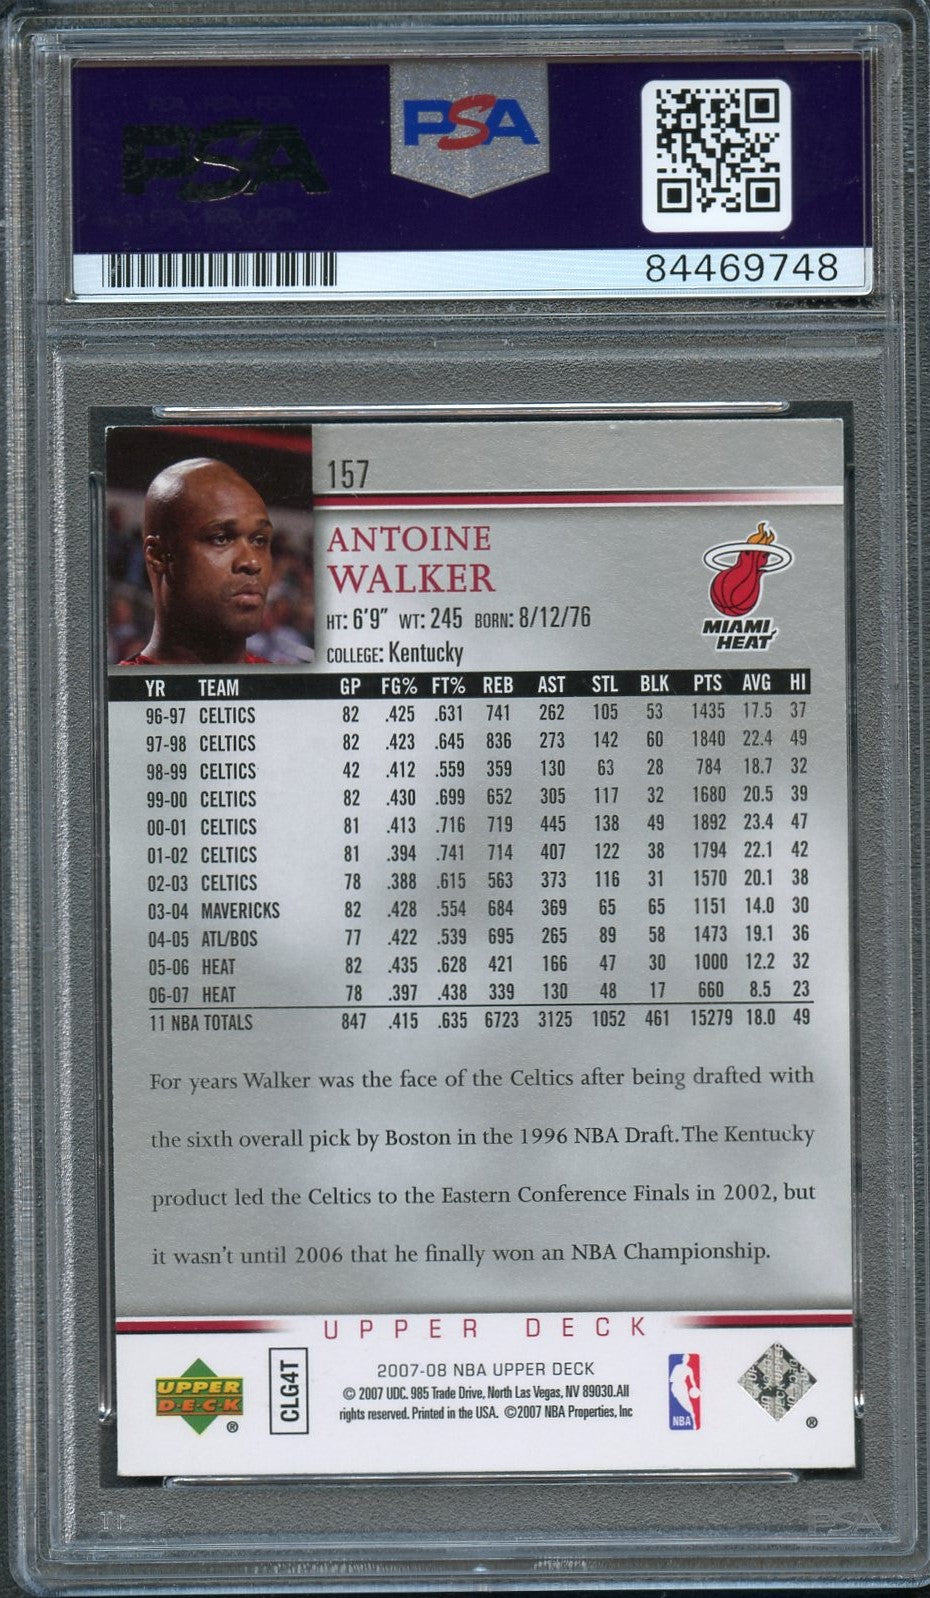 PSA
PSA
84469748
157
ANTOINE
WALKER
HT: 6'9" WT: 245 BORN: 8/12/76
COLLEGE: Kentucky
MIAMI
HEAT
YR TEAM GP FG% FT% REB AST STL BLK PTS AVG HI
96-97 CELTICS 82 .425 .631 741 262 105 53 1435 17.5 37
97-98 CELTICS 82 .423 .645 836 273 142 60 1840 22.4 49
98-99 CELTICS 42 .412 .559 359 130 63 28 784 18.7 32
99-00 CELTICS 82 .430 .699 652 305 117 32 1680 20.5 39
00-01 CELTICS 81 .413 .716 719 445 138 49 1892 23.4 47
01-02 CELTICS 81 .394 .741 714 407 122 38 1794 22.1 42
02-03 CELTICS 78 .388 .615 563 373 116 31 1570 20.1 38
03-04 MAVERICKS 82 .428 .554 684 369 65 65 1151 14.0 30
04-05 ATL/BOS 77 .422 .539 695 265 89 58 1473 19.1 36
05-06 HEAT 82 .435 .628 421 166 47 30 1000 12.2 32
06-07 HEAT 78 .397 .438 339 130 48 17 660 8.5 23
11 NBA TOTALS 847 .415 .635 6723 3125 1052 461 15279 18.0 49
For years Walker was the face of the Celtics after being drafted with
the sixth overall pick by Boston in the 1996 NBA Draft. The Kentucky
product led the Celtics to the Eastern Conference Finals in 2002, but
it wasn't until 2006 that he finally won an NBA Championship.
UPPER DECK
UPPER
D·E·C·K
®
CLG4T
2007-08 NBA UPPER DECK
© 2007 UDC. 985 Trade Drive, North Las Vegas, NV 89030. All
rights reserved. Printed in the USA. ©2007 NBA Properties, Inc
NBA
®
PSA